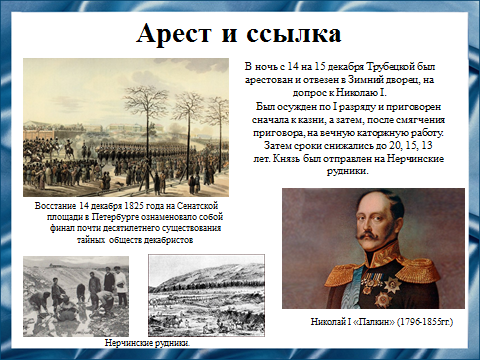 Арест и ссылка
В ночь с 14 на 15 декабря Трубецкой был
арестован и отвезен в Зимний дворец, на
допрос к Николаю I.
Был осужден по I разряду и приговорен
сначала к казни, а затем, после смягчения
приговора, на вечную каторжную работу.
Затем сроки снижались до 20, 15, 13
лет. Князь был отправлен на Нерчинские
рудники.
Восстание 14 декабря 1825 года на Сенатской
площади в Петербурге ознаменовало собой
финал почти десятилетнего существования
тайных обществ декабристов
Нерчинские рудники.
Николай I «Палкин» (1796-1855гг.)